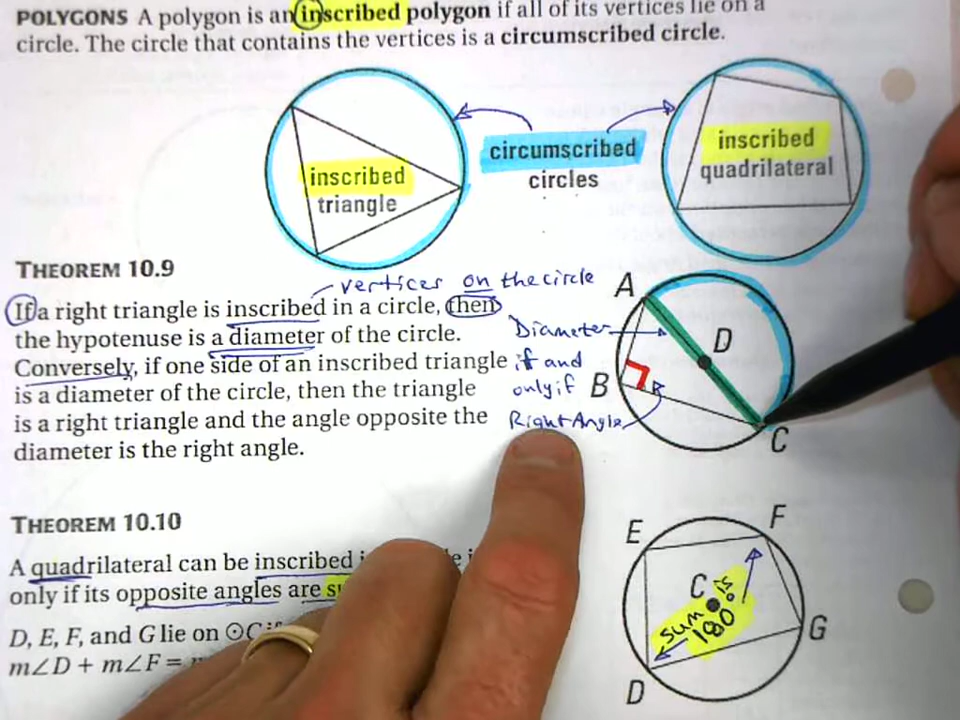 POLYGONS A polygon is an inscribed polygon if all of its vertices lie on a
circle. The circle that contains the vertices is a circumscribed circle.
inscribed
triangle
circumscribed
circles
inscribed
quadrilateral
THEOREM 10.9
vertices on the circle
If a right triangle is inscribed in a circle, then
the hypotenuse is a diameter of the circle.
Conversely, if one side of an inscribed triangle
is a diameter of the circle, then the triangle
is a right triangle and the angle opposite the
diameter is the right angle.
Diameter
if and
only if
Right Angle
A
D
B
C
THEOREM 10.10
A quadrilateral can be inscribed
only if its opposite angles are
D, E, F, and G lie on ⊙C
m∠D + m∠F =
E
F
C
sum is
180°
G
D